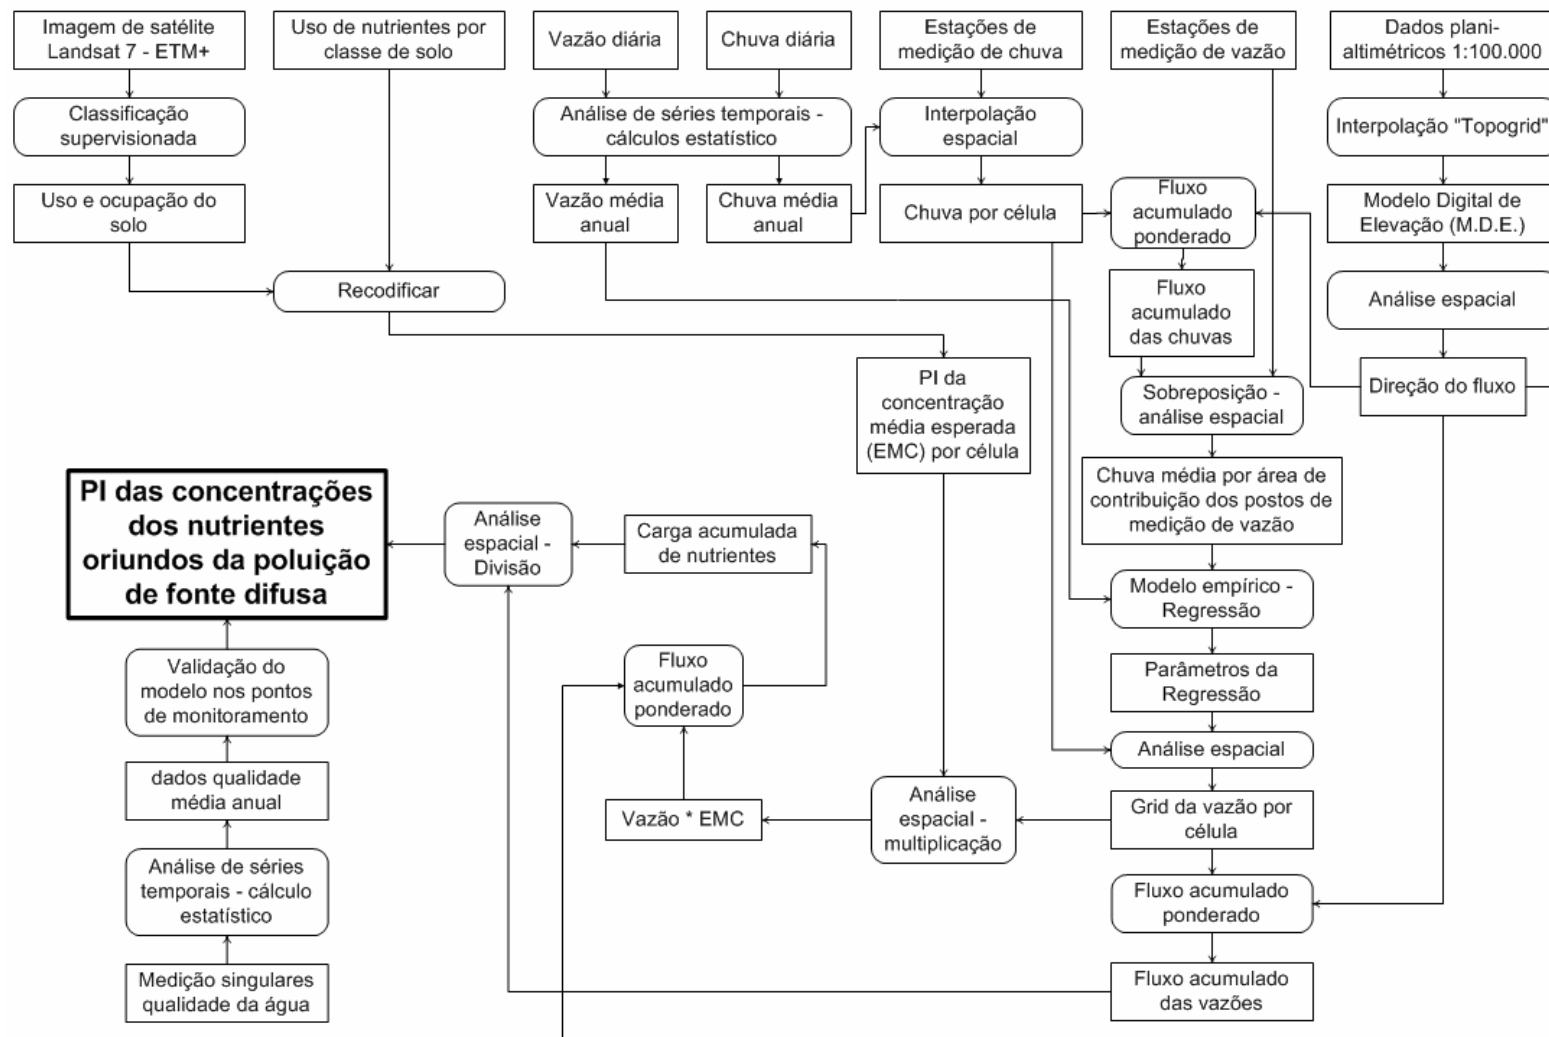 Imagem de satélite
Landsat 7 - ETM+
Uso de nutrientes por
classe de solo
Vazão diária
Chuva diária
Estações de
medição de chuva
Estações de
medição de vazão
Dados plani-
altimétricos 1:100.000
Classificação
supervisionada
Análise de séries temporais -
cálculos estatístico
Interpolação
espacial
Interpolação "Topogrid"
Uso e ocupação do
solo
Vazão média
anual
Chuva média
anual
Chuva por célula
Fluxo
acumulado
ponderado
Modelo Digital de
Elevação (M.D.E.)
Recodificar
Fluxo
acumulado
das chuvas
Análise espacial
PI da
concentração
média esperada
(EMC) por célula
Sobreposição -
análise espacial
Direção do fluxo
Chuva média por área de
contribuição dos postos de
medição de vazão
PI das concentrações
dos nutrientes
oriundos da poluição
de fonte difusa
Análise
espacial -
Divisão
Carga acumulada
de nutrientes
Modelo empírico -
Regressão
Validação do
modelo nos pontos
de monitoramento
Fluxo
acumulado
ponderado
Parâmetros da
Regressão
Análise espacial
dados qualidade
média anual
Vazão * EMC
Análise
espacial -
multiplicação
Grid da vazão por
célula
Análise de séries
temporais - cálculo
estatístico
Fluxo acumulado
ponderado
Medição singulares
qualidade da água
Fluxo acumulado
das vazões